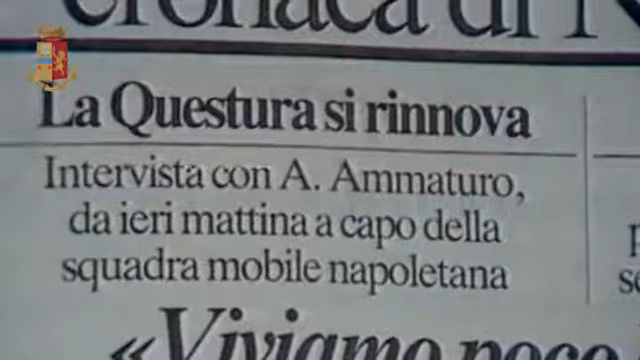 cronaca di N
La Questura si rinnova
Intervista con A. Ammaturo,
da ieri mattina a capo della
squadra mobile napoletana
«Viviamo poco